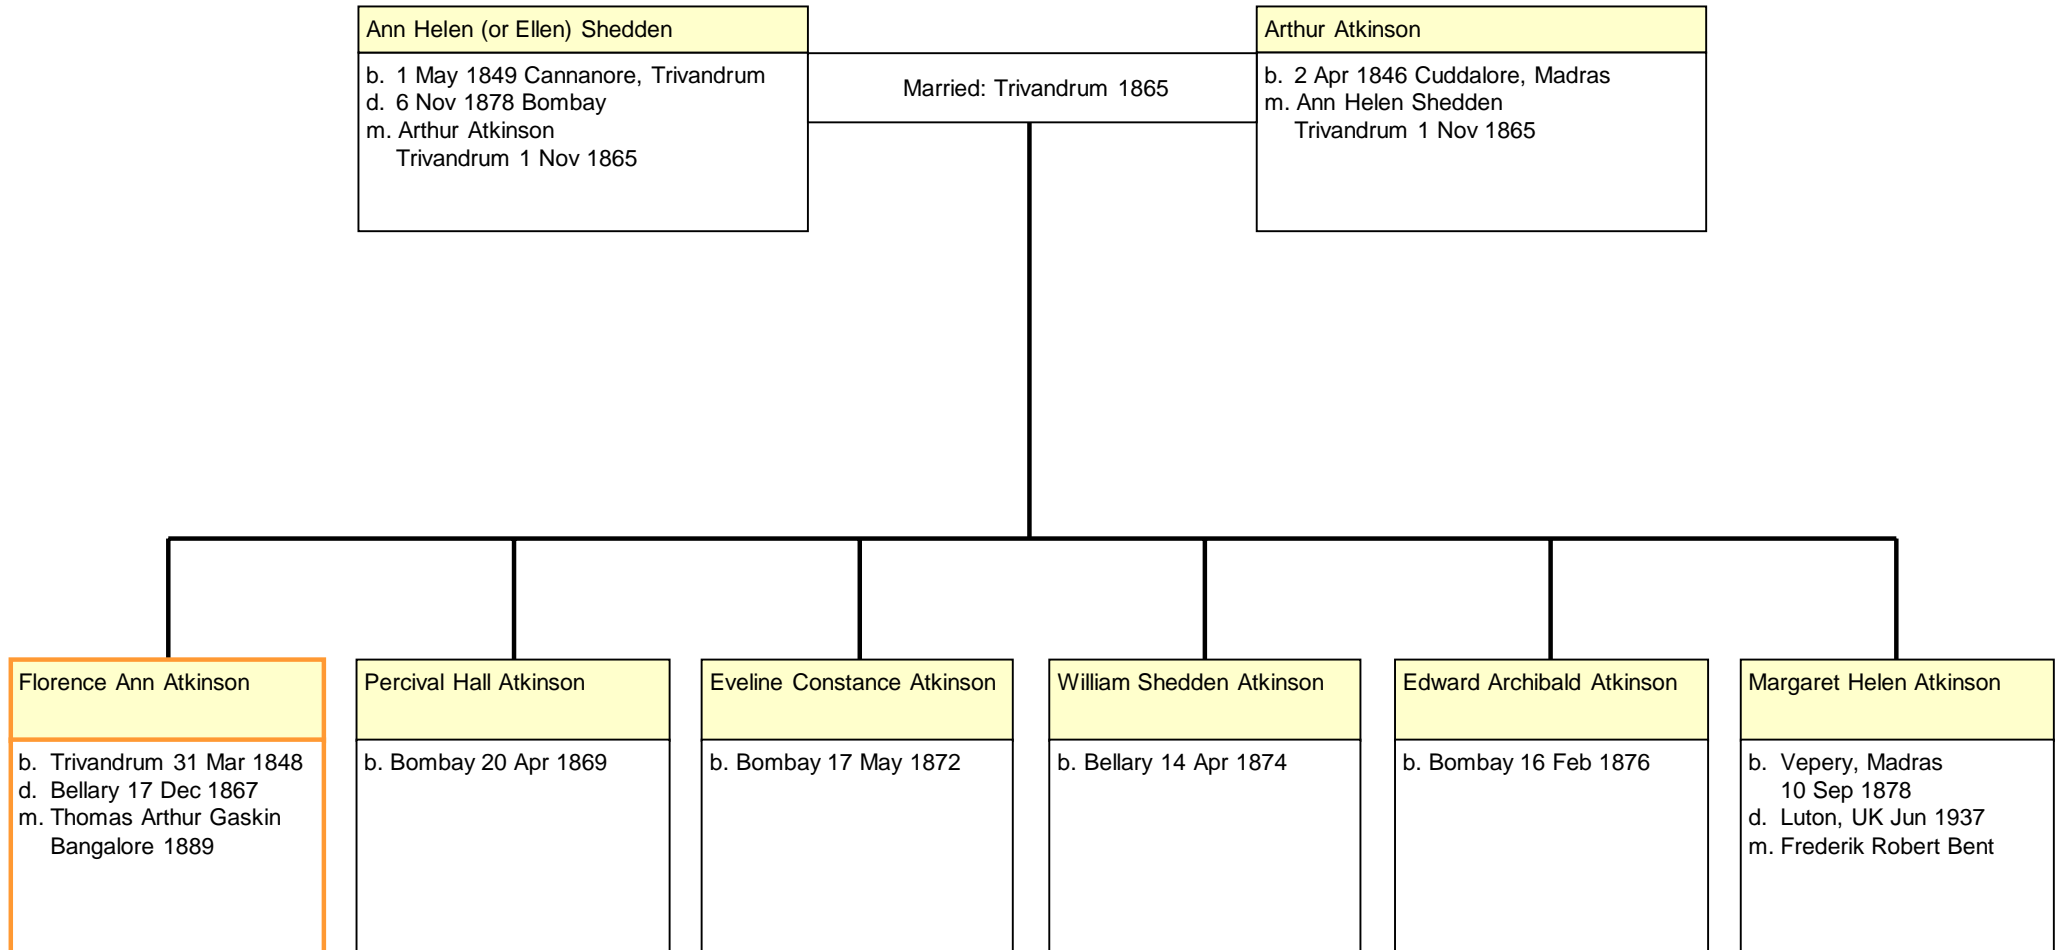 Ann Helen (or Ellen) Shedden
b. 1 May 1849 Cannanore, Trivandrum
d. 6 Nov 1878 Bombay
m. Arthur Atkinson
Trivandrum 1 Nov 1865
Married: Trivandrum 1865
Arthur Atkinson
b. 2 Apr 1846 Cuddalore, Madras
m. Ann Helen Shedden
Trivandrum 1 Nov 1865
Florence Ann Atkinson
b. Trivandrum 31 Mar 1848
d. Bellary 17 Dec 1867
m. Thomas Arthur Gaskin
Bangalore 1889
Percival Hall Atkinson
b. Bombay 20 Apr 1869
Eveline Constance Atkinson
b. Bombay 17 May 1872
William Shedden Atkinson
b. Bellary 14 Apr 1874
Edward Archibald Atkinson
b. Bombay 16 Feb 1876
Margaret Helen Atkinson
b. Vepery, Madras
10 Sep 1878
d. Luton, UK Jun 1937
m. Frederik Robert Bent